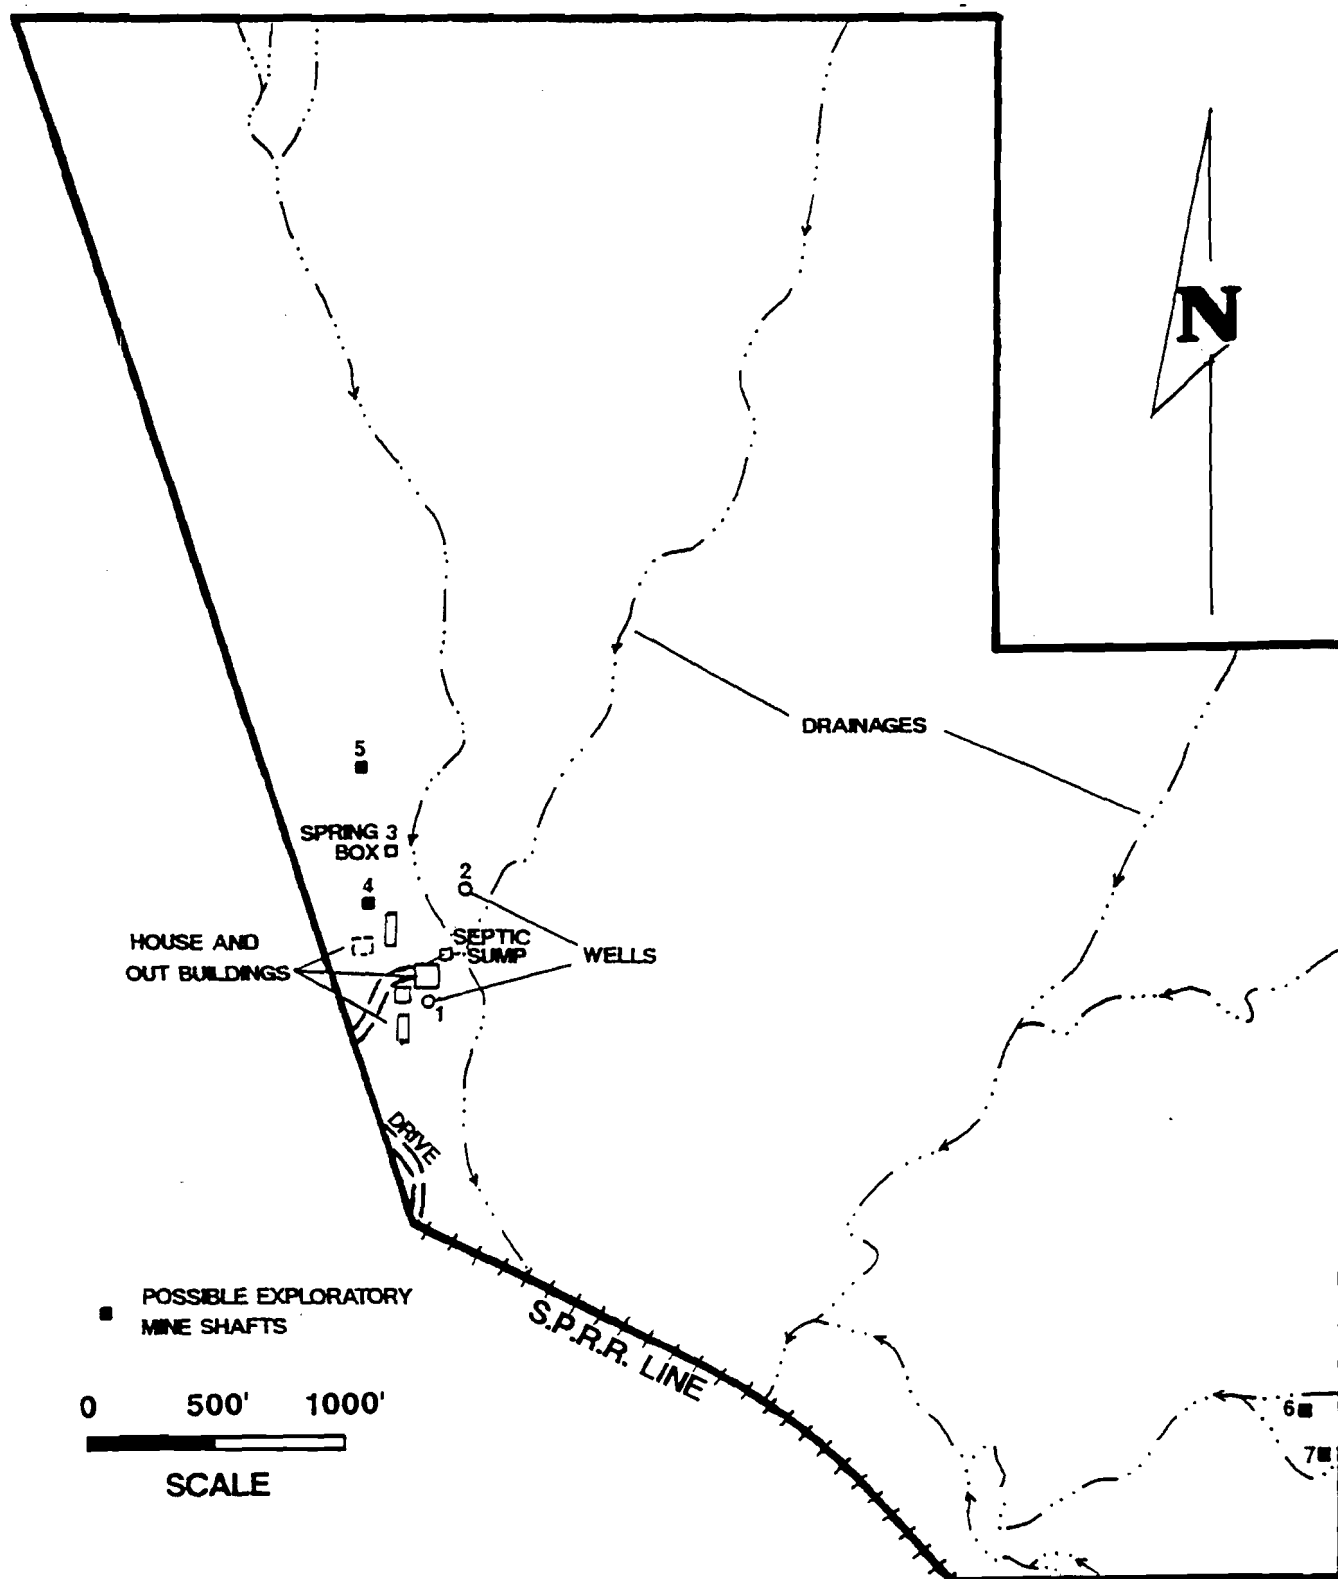 N
DRAINAGES
5
SPRING 3
BOX
2
4
HOUSE AND
OUT BUILDINGS
SEPTIC
SUMP
WELLS
1
DRIVE
POSSIBLE EXPLORATORY
MINE SHAFTS
S.P.R.R. LINE
0 500' 1000'
SCALE
6
7